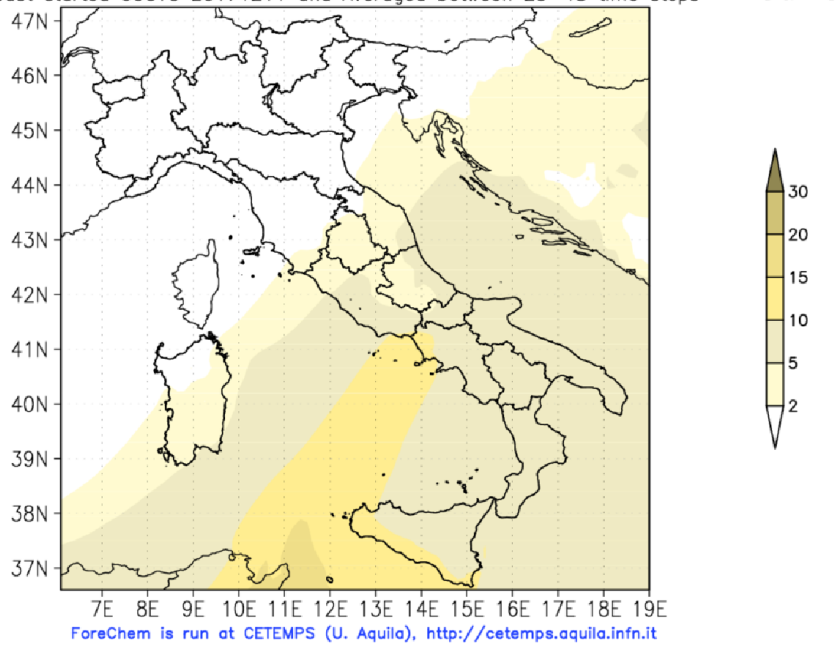 47N
46N
45N
44N
43N
42N
41N
40N
39N
38N
37N
7E 8E 9E 10E 11E 12E 13E 14E 15E 16E 17E 18E 19E
30
20
15
10
5
2
ForeChem is run at CETEMPS (U. Aquila), http://cetemps.aquila.infn.it